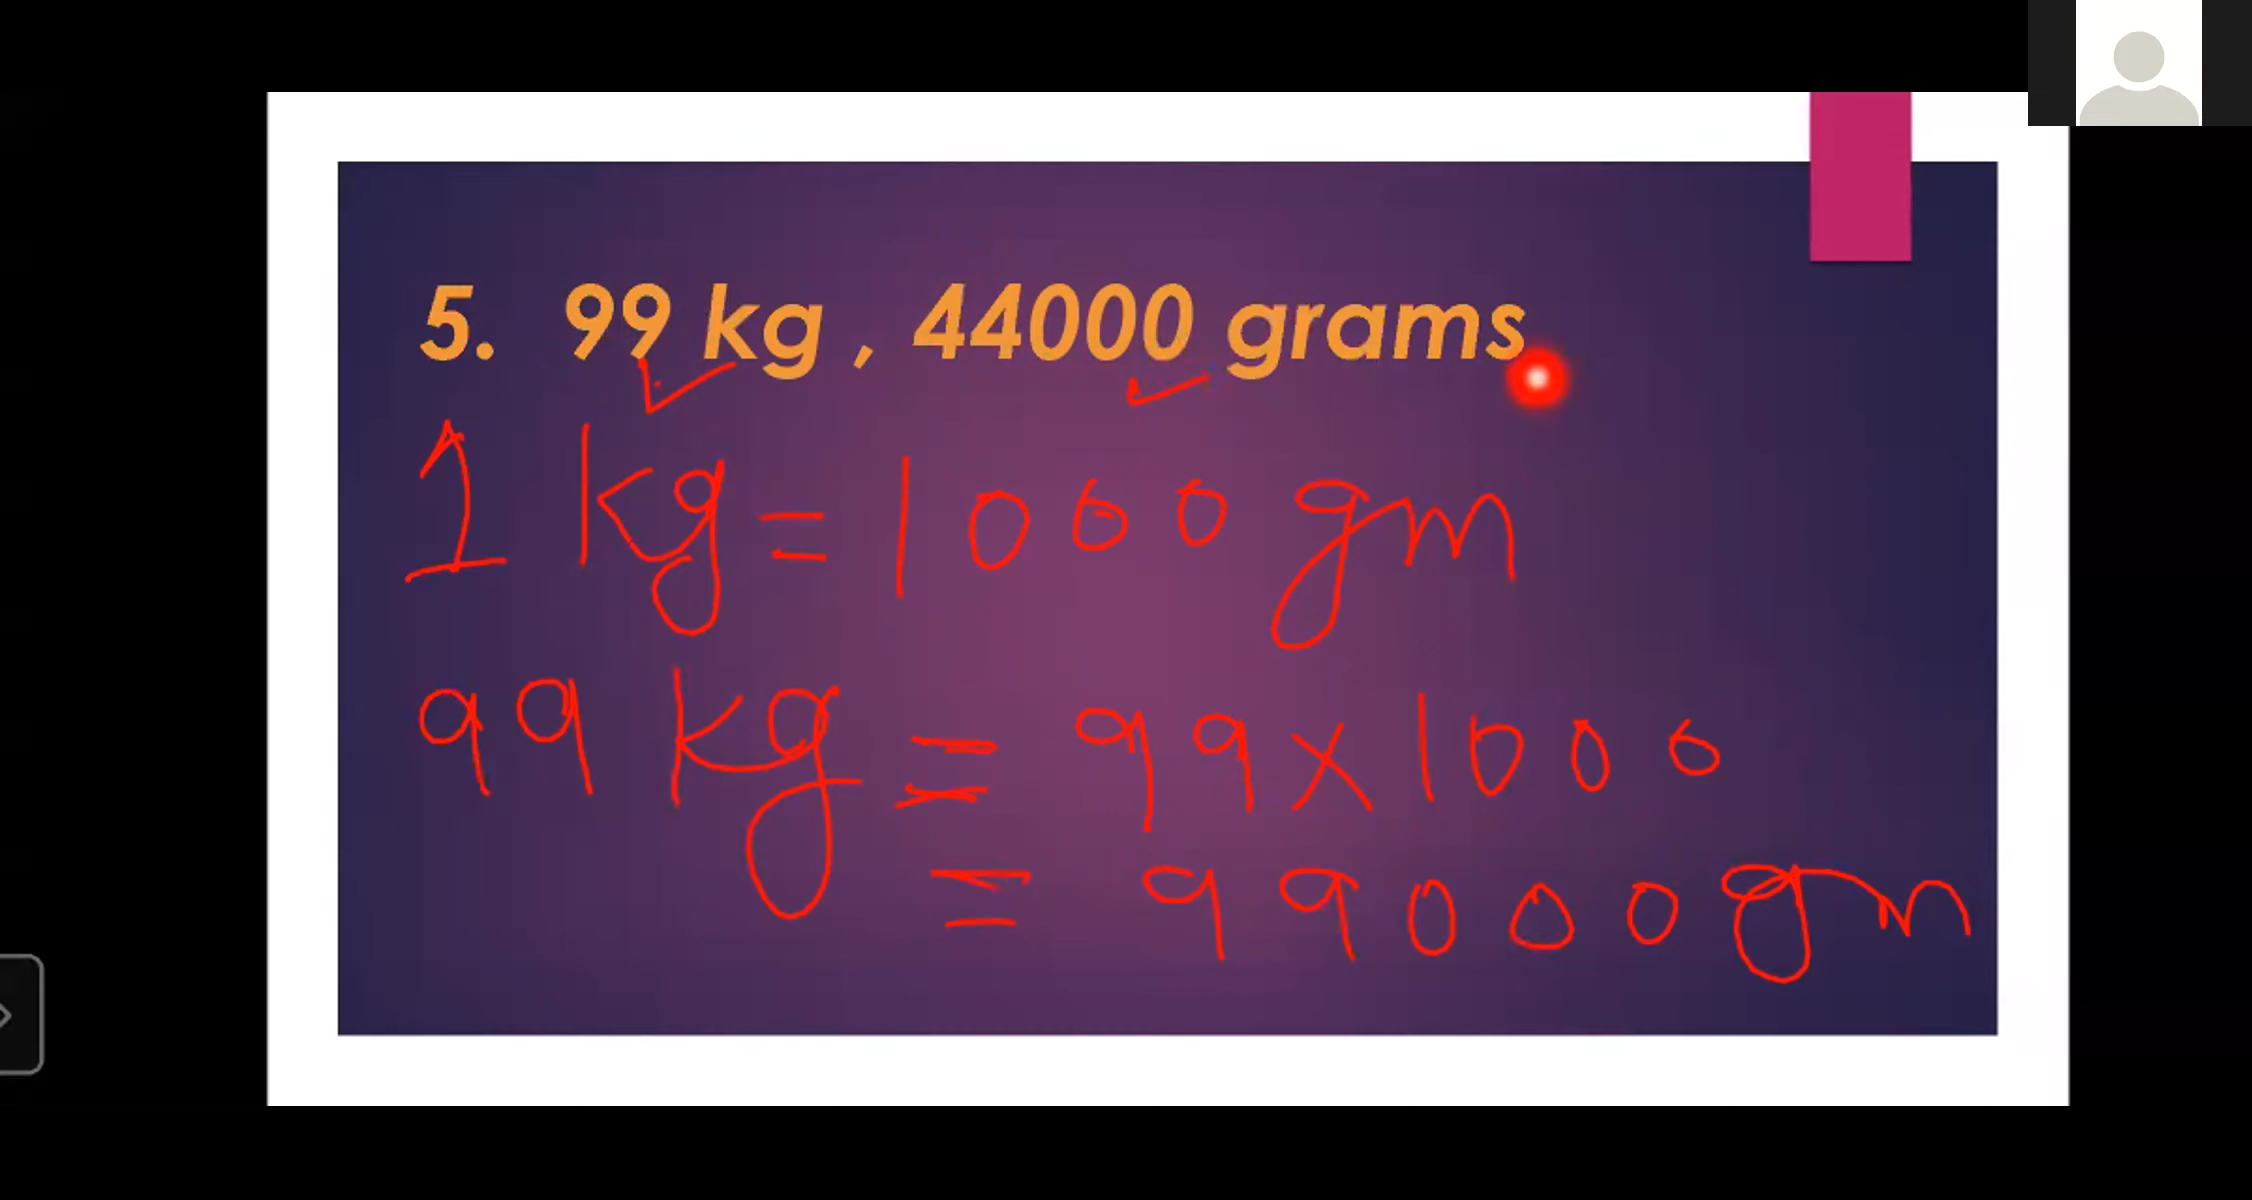 5. 99 kg , 44000 grams
1 kg = 1000 gm
99 kg = 99 x 1000
= 99000 gm